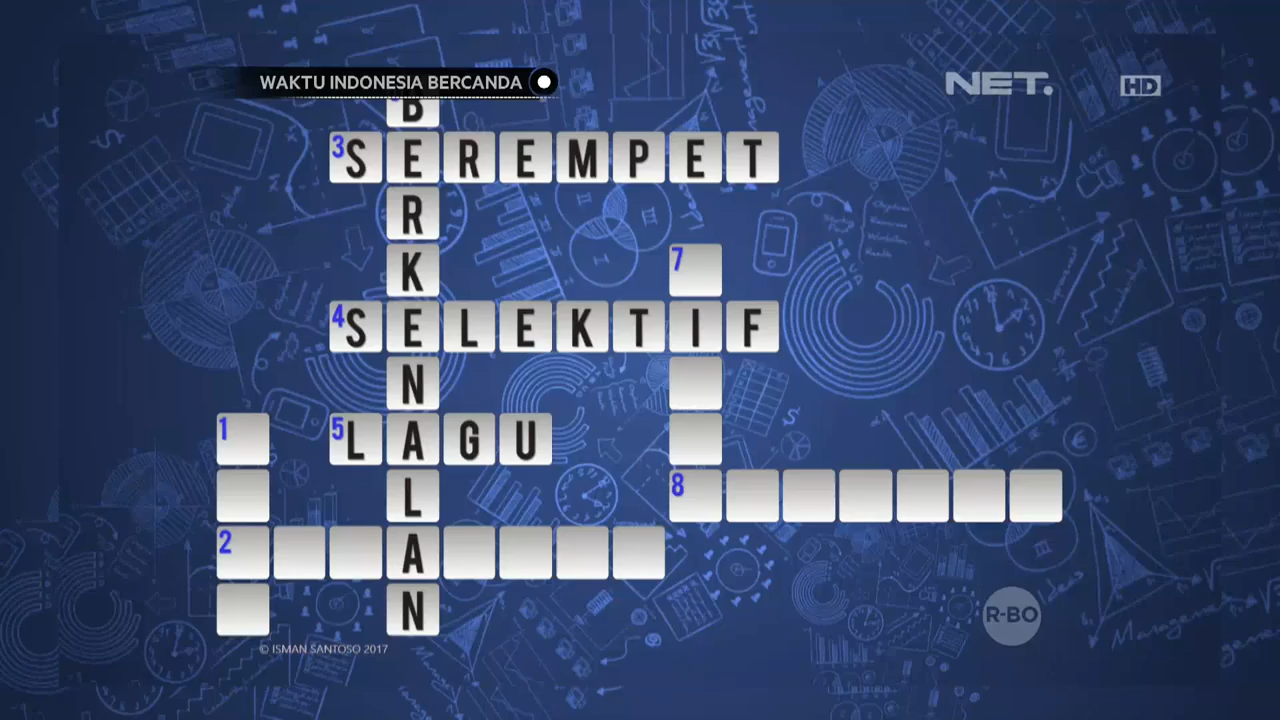 WAKTU INDONESIA BERCANDA
NET.
HD
B
3 SEREMPET
R
K
7
4 SELEKTIF
N
1
5 LAGU
L
8
2
A
N
R-BO
© ISMAN SANTOSO 2017